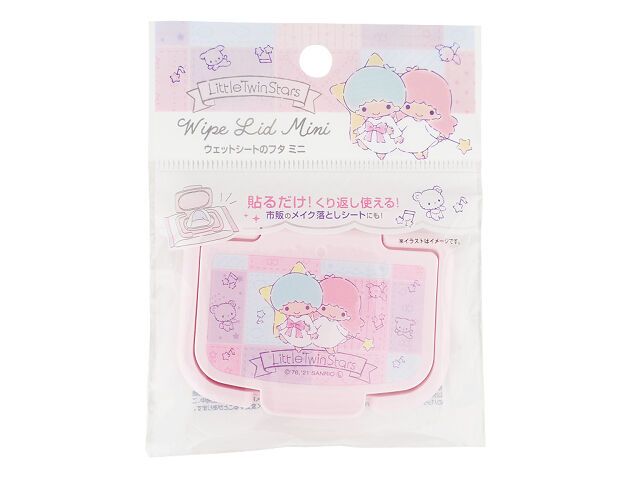 LittleTwinStars
Wipe Lid Mini
ウェットシートのフタ ミニ
貼るだけ!くり返し使える!
市販のメイク落としシートにも!
※イラストはイメージです。
LittleTwinStars
©'76,'21 SANRIO